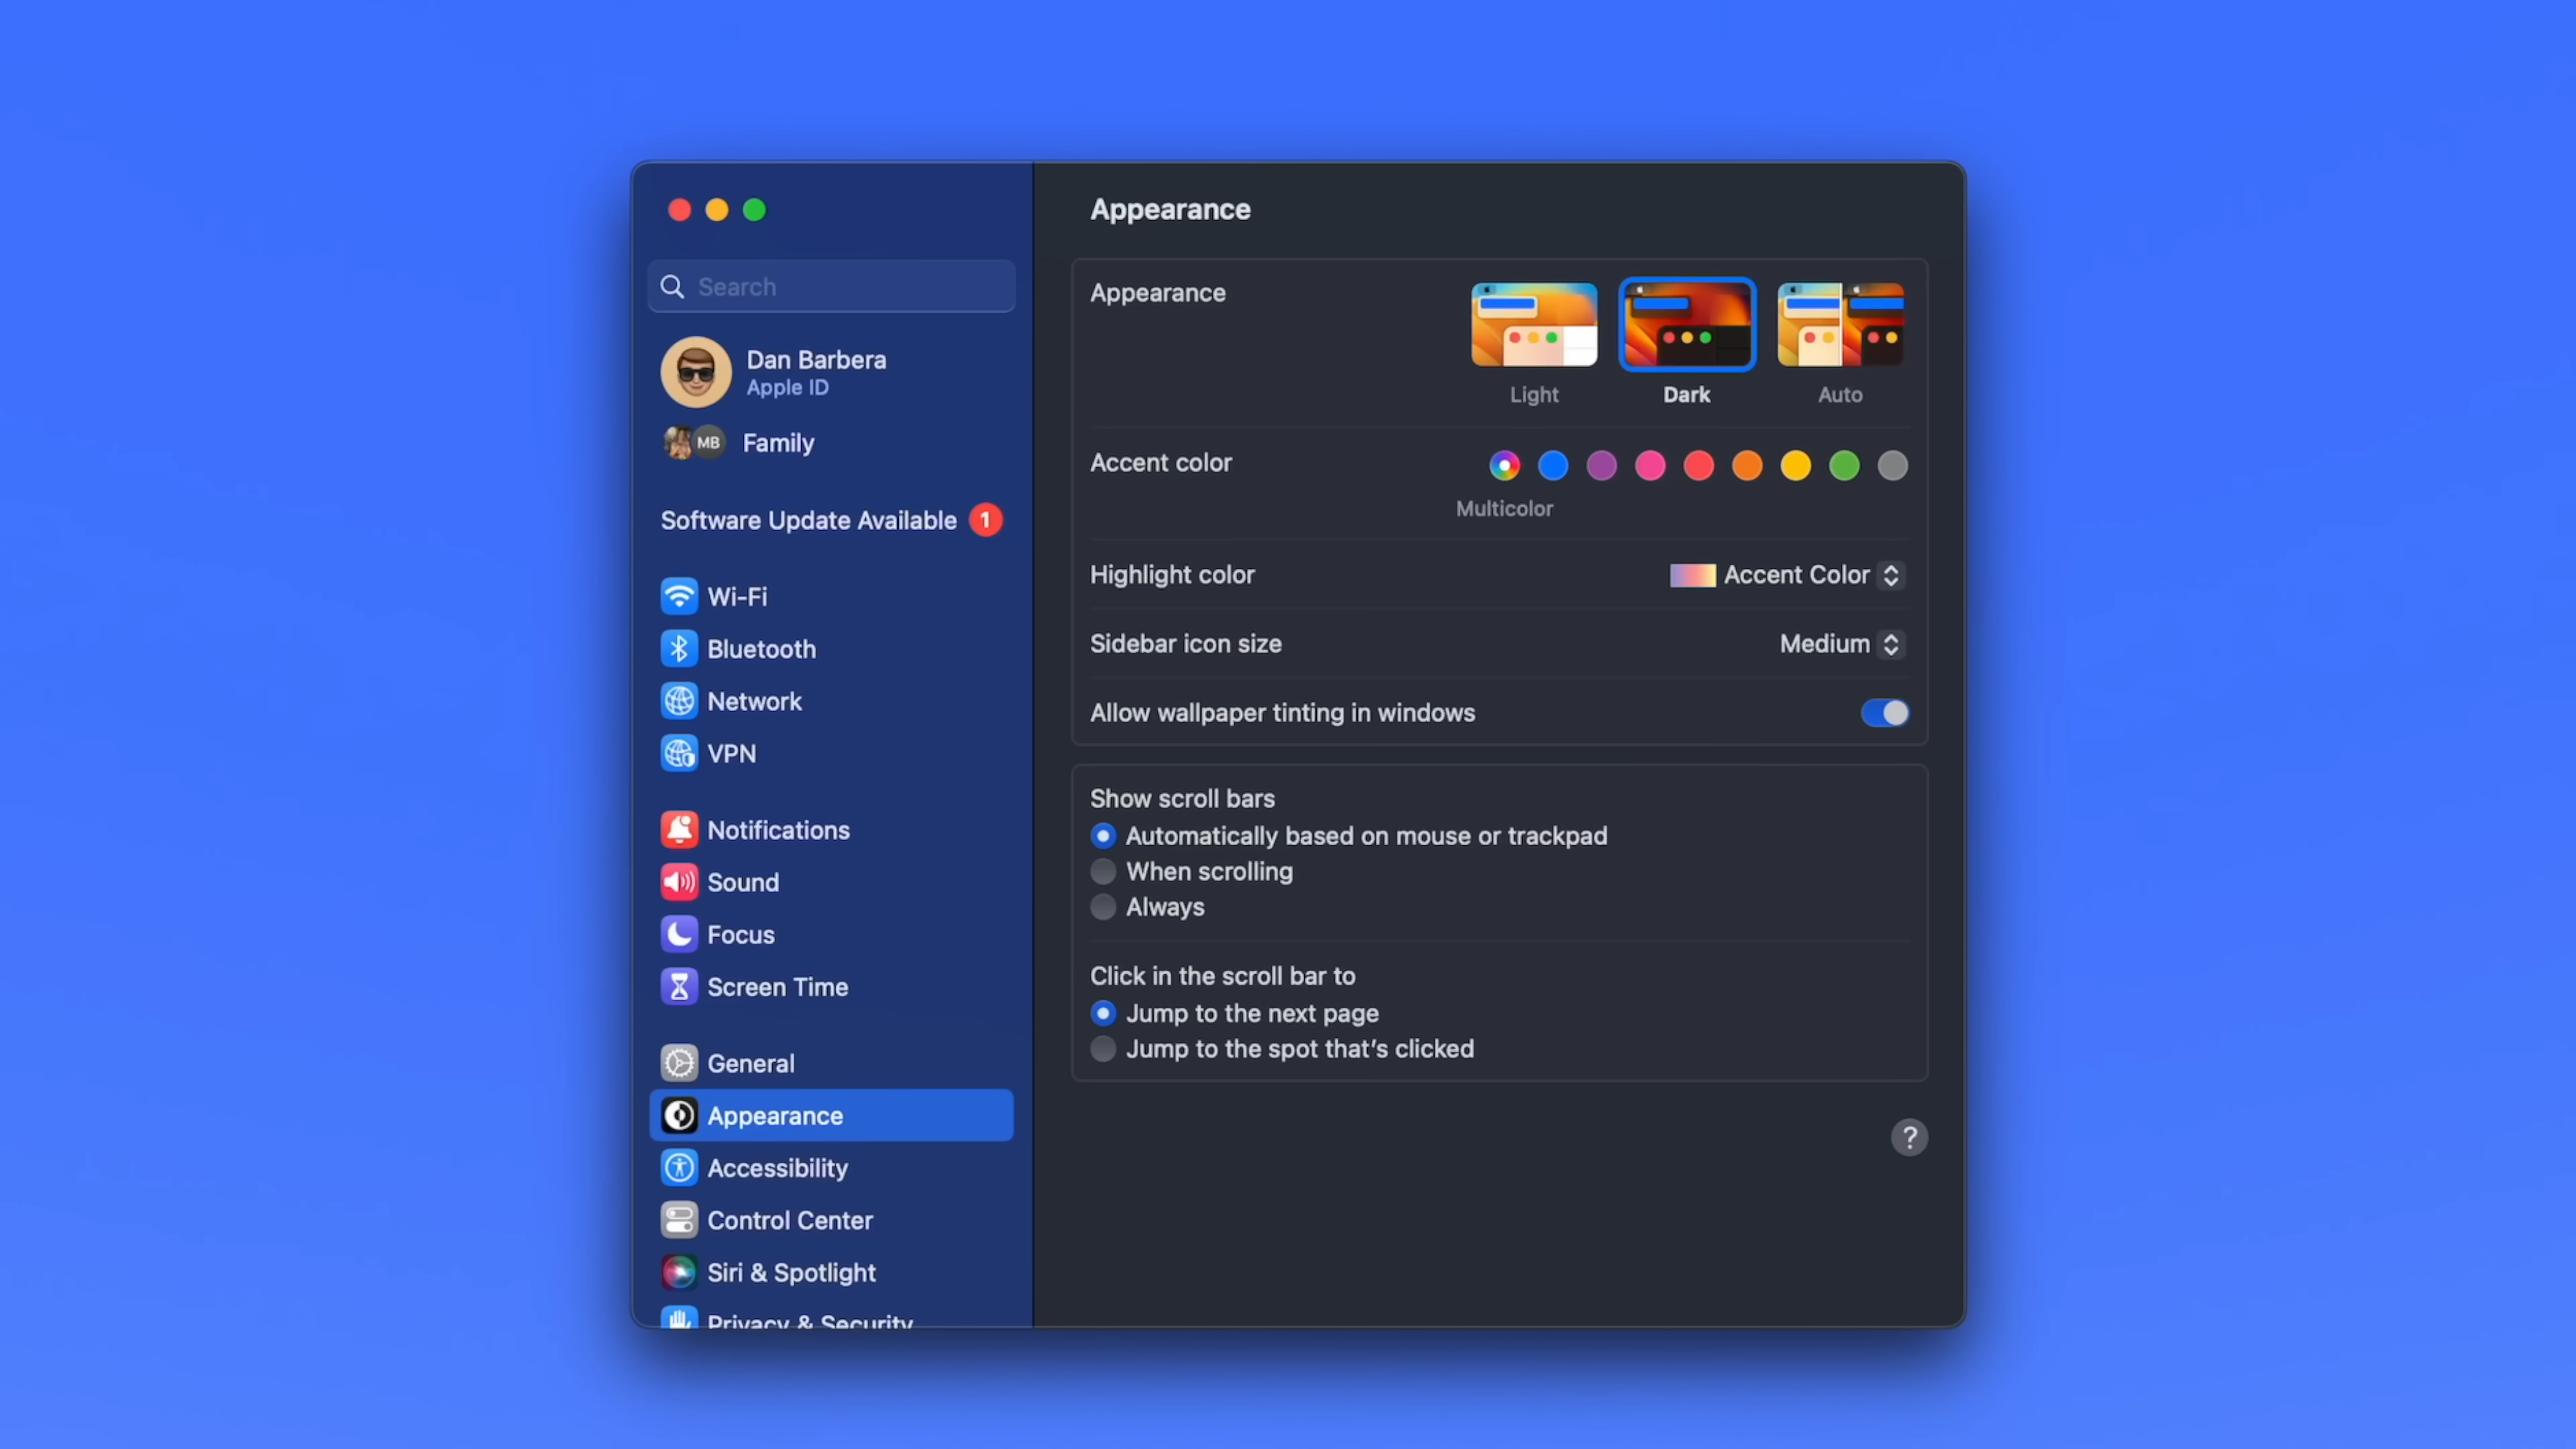 Search
Dan Barbera
Apple ID
MB
Family
Software Update Available 1
Wi-Fi
Bluetooth
Network
VPN
Notifications
Sound
Focus
Screen Time
General
Appearance
Accessibility
Control Center
Siri & Spotlight
Privacy & Security
Appearance
Appearance
Light
Dark
Auto
Accent color
Multicolor
Highlight color
Accent Color
Sidebar icon size
Medium
Allow wallpaper tinting in windows
Show scroll bars
Automatically based on mouse or trackpad
When scrolling
Always
Click in the scroll bar to
Jump to the next page
Jump to the spot that’s clicked
?